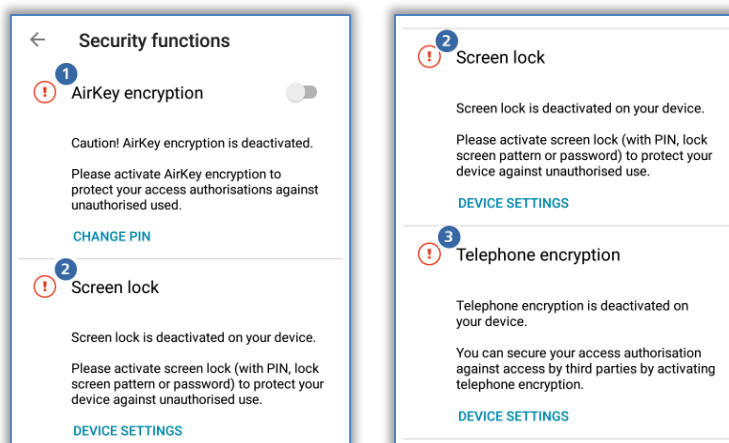 Security functions
1
AirKey encryption
Caution! AirKey encryption is deactivated.
Please activate AirKey encryption to
protect your access authorisations against
unauthorised used.
CHANGE PIN
2
Screen lock
Screen lock is deactivated on your device.
Please activate screen lock (with PIN, lock
screen pattern or password) to protect your
device against unauthorised use.
DEVICE SETTINGS
2
Screen lock
Screen lock is deactivated on your device.
Please activate screen lock (with PIN, lock
screen pattern or password) to protect your
device against unauthorised use.
DEVICE SETTINGS
3
Telephone encryption
Telephone encryption is deactivated on
your device.
You can secure your access authorisation
against access by third parties by activating
telephone encryption.
DEVICE SETTINGS